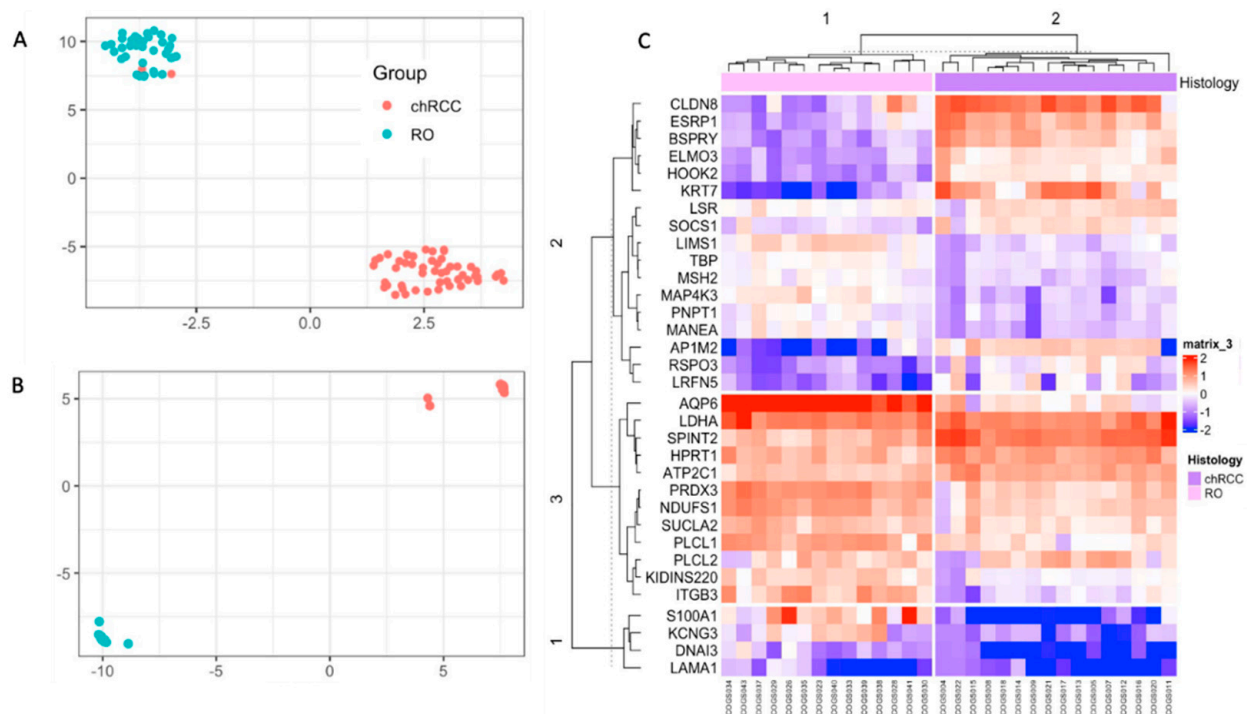 A
10
5
0
-5
-2.5
0.0
2.5
Group
chRCC
RO
B
5
0
-5
-10
-5
0
5
C
1
2
Histology
2
3
1
CLDN8
ESRP1
BSPRY
ELMO3
HOOK2
KRT7
LSR
SOCS1
LIMS1
TBP
MSH2
MAP4K3
PNPT1
MANEA
AP1M2
RSPO3
LRFN5
AQP6
LDHA
SPINT2
HPRT1
ATP2C1
PRDX3
NDUFS1
SUCLA2
PLCL1
PLCL2
KIDINS220
ITGB3
S100A1
KCNG3
DNAI3
LAMA1
matrix_3
2
1
0
-1
-2
Histology
chRCC
RO